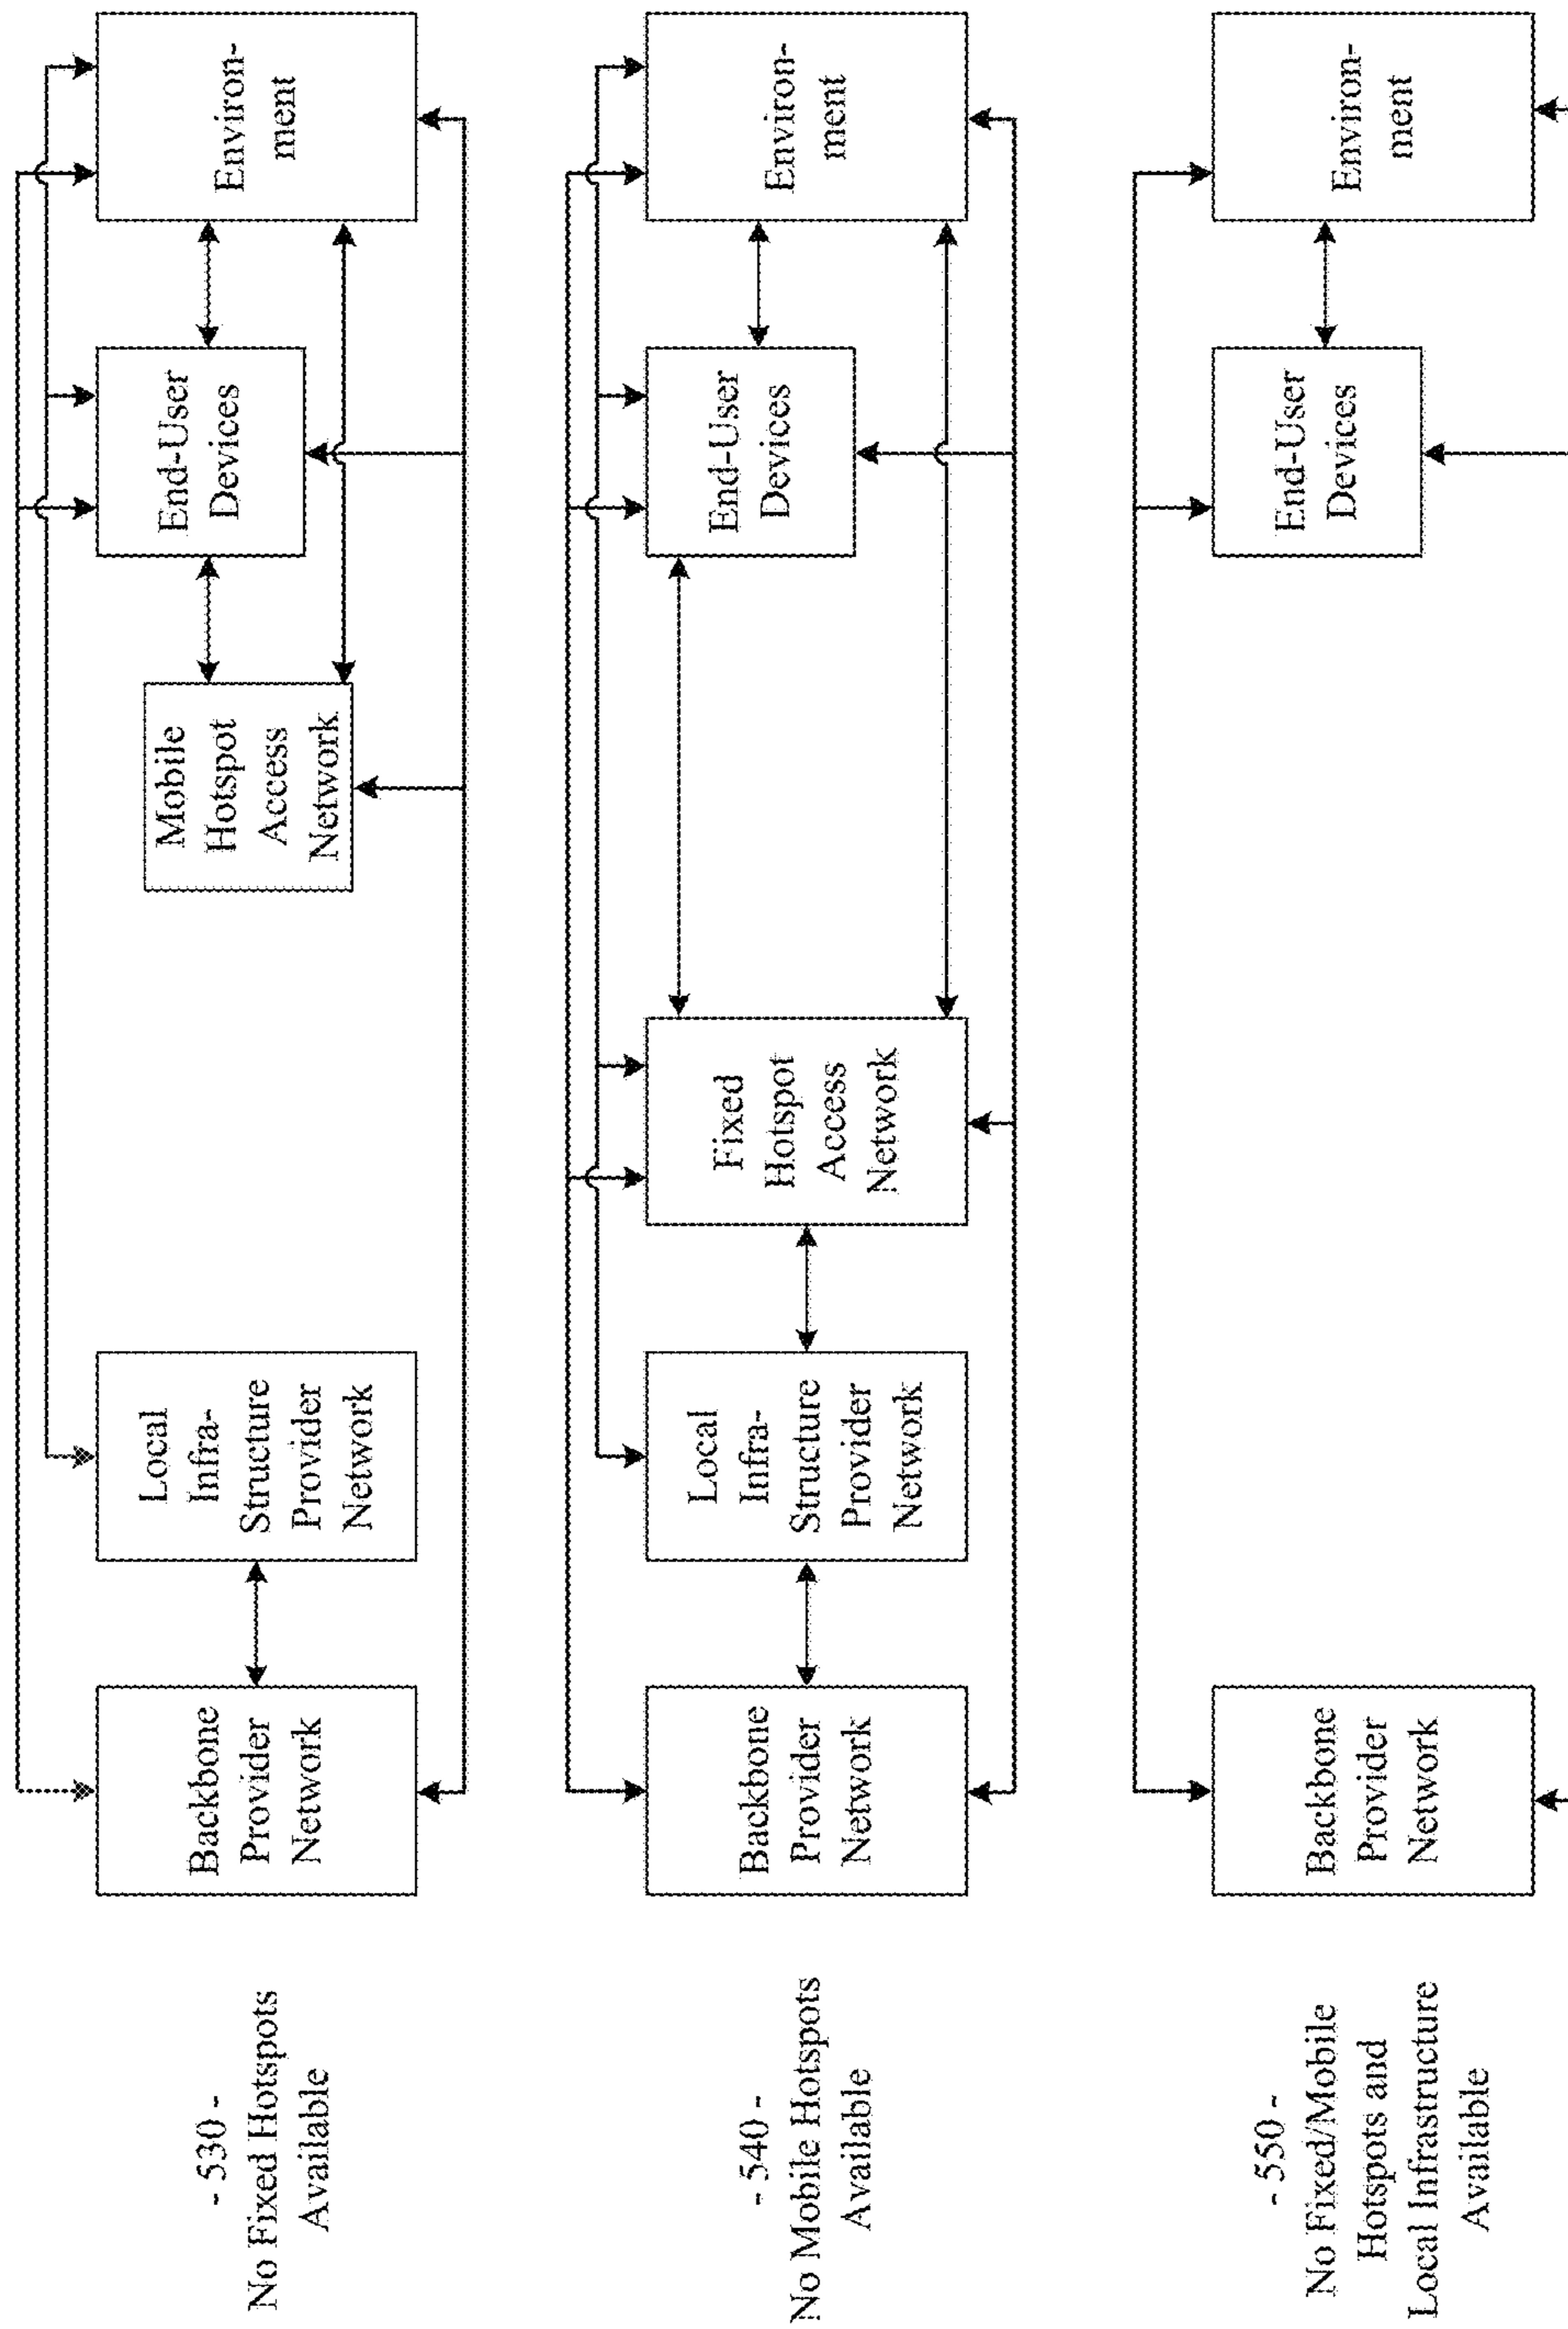 - 530 -
No Fixed Hotspots
Available
Backbone
Provider
Network
Local
Infra-
Structure
Provider
Network
Mobile
Hotspot
Access
Network
End-User
Devices
Environ-
ment
- 540 -
No Mobile Hotspots
Available
Backbone
Provider
Network
Local
Infra-
Structure
Provider
Network
Fixed
Hotspot
Access
Network
End-User
Devices
Environ-
ment
- 550 -
No Fixed/Mobile
Hotspots and
Local Infrastructure
Available
Backbone
Provider
Network
End-User
Devices
Environ-
ment